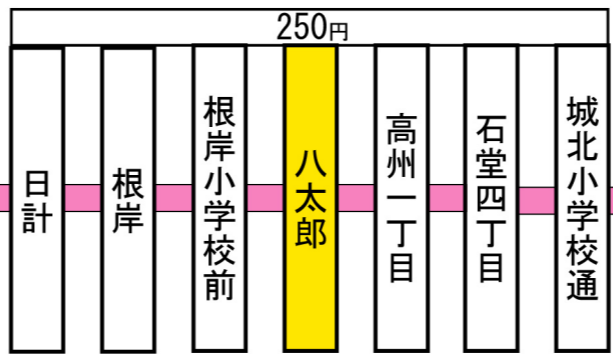 250円
日計
根岸
根岸小学校前
八太郎
高州一丁目
石堂四丁目
城北小学校通